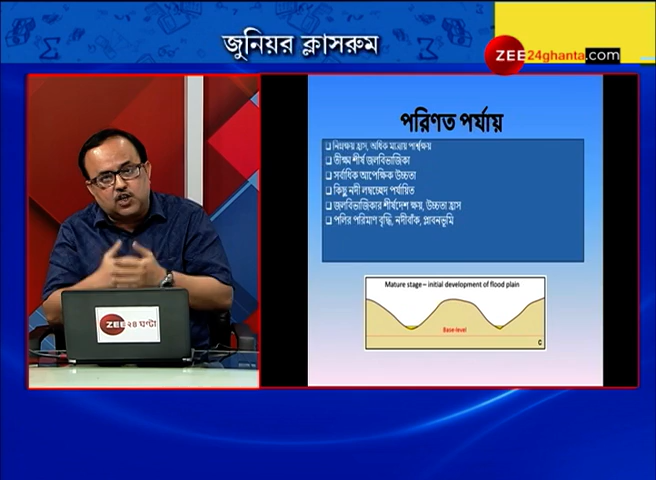 জুনিয়র ক্লাসরুম
ZEE24ghanta.com
পরিণত পর্যায়
নিম্নক্ষয় হ্রাস, অধিক মাত্রায় পার্শ্বক্ষয়
তীক্ষ্ণ শীর্ষ জলবিভাজিকা
সর্বাধিক আপেক্ষিক উচ্চতা
কিছু নদী লম্বচ্ছেদ পর্যায়িত
জলবিভাজিকার শীর্ষদেশ ক্ষয়, উচ্চতা হ্রাস
পলির পরিমাণ বৃদ্ধি, নদীবাঁক, প্লাবনভূমি
Mature stage – initial development of flood plain
Base-level
C
ZEE ২৪ ঘণ্টা